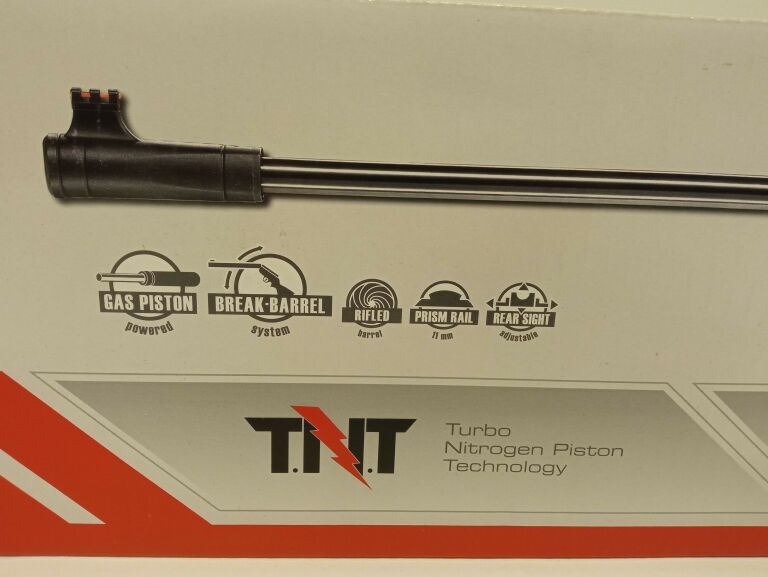 GAS PISTON
powered
BREAK-BARREL
system
RIFLED
barrel
PRISM RAIL
11 mm
REAR SIGHT
adjustable
T.N.T
Turbo
Nitrogen Piston
Technology